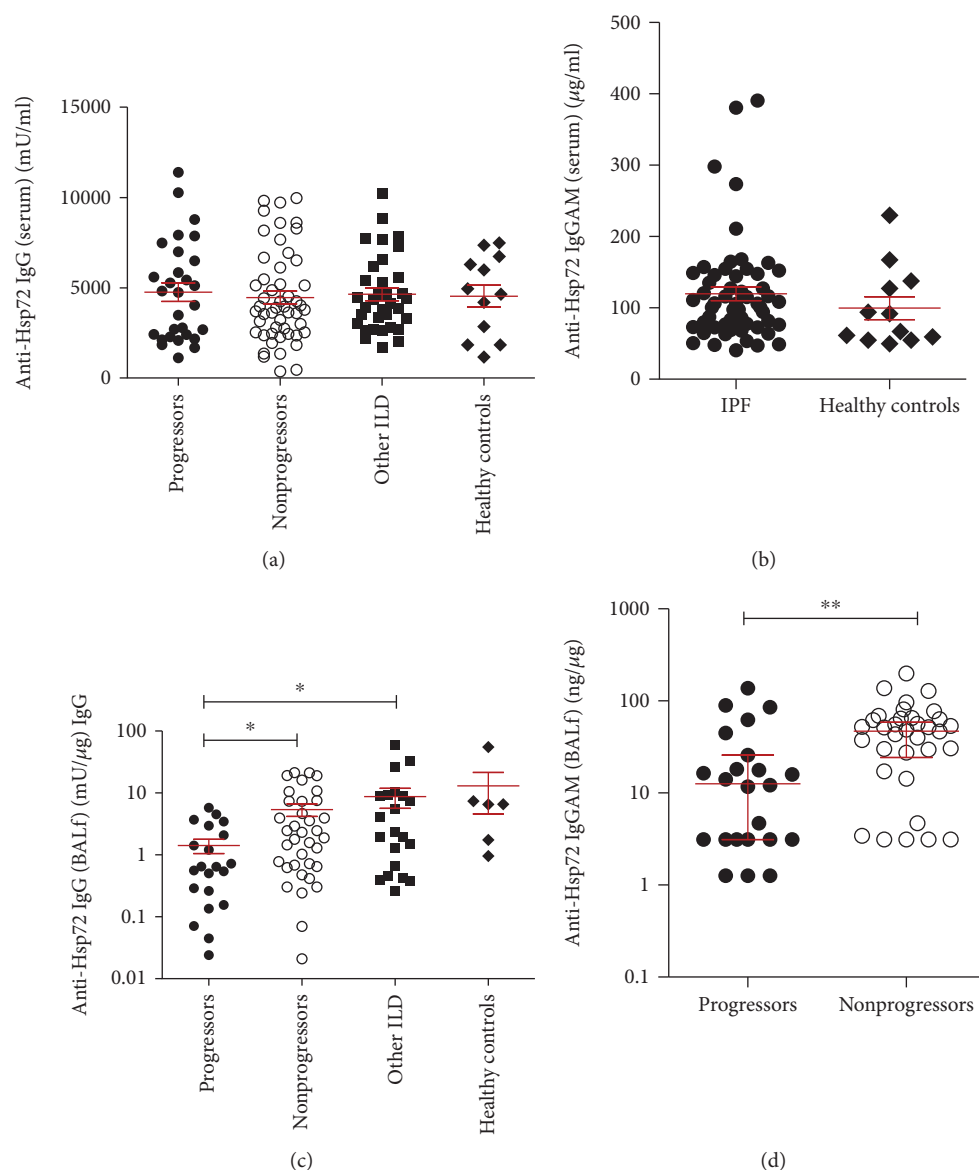 Anti-Hsp72 IgG (serum) (mU/ml)
15000
10000
5000
0
Progressors
Nonprogressors
Other ILD
Healthy controls
(a)
Anti-Hsp72 IgGAM (serum) (μg/ml)
500
400
300
200
100
0
IPF
Healthy controls
(b)
Anti-Hsp72 IgG (BALf) (mU/μg) IgG
100
10
1
0.1
0.01
*
*
Progressors
Nonprogressors
Other ILD
Healthy controls
(c)
Anti-Hsp72 IgGAM (BALf) (ng/μg)
1000
100
10
1
0.1
**
Progressors
Nonprogressors
(d)